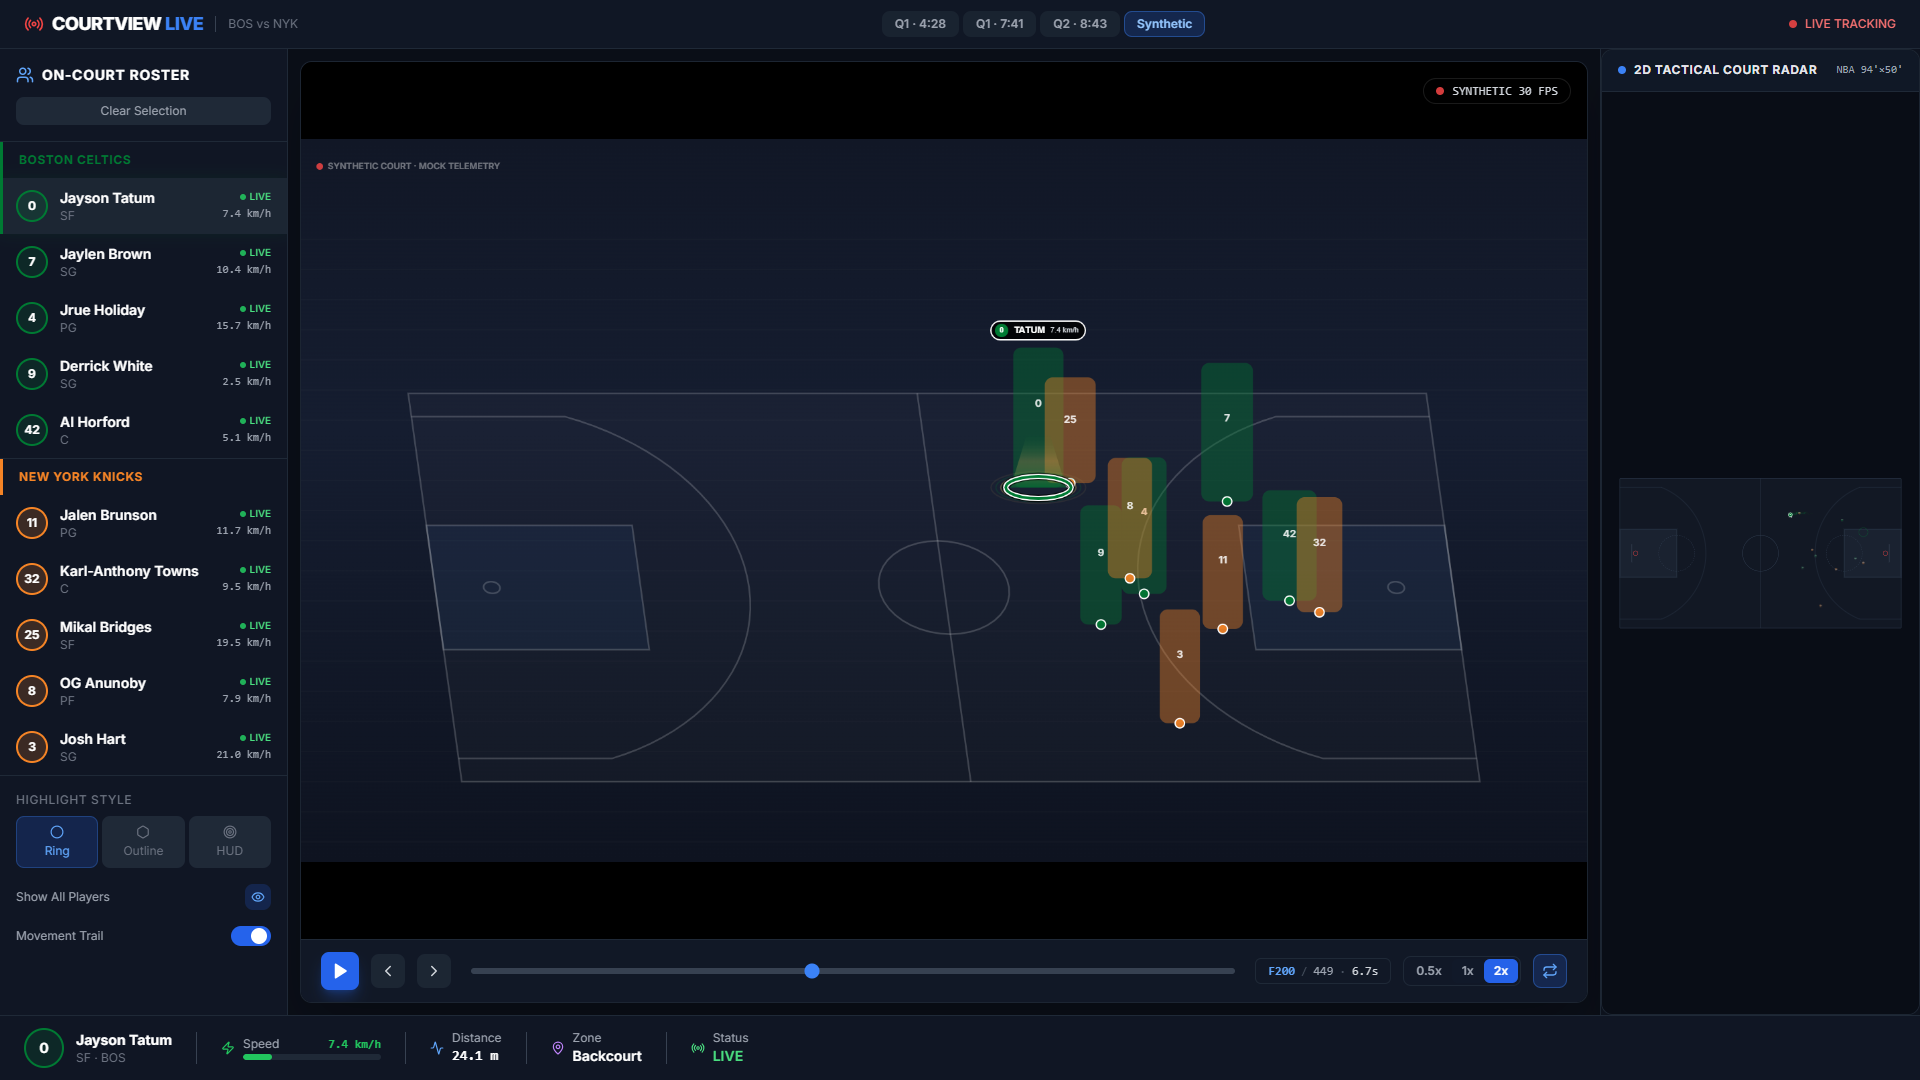 COURTVIEW LIVE
BOS vs NYK
Q1 · 4:28
Q1 · 7:41
Q2 · 8:43
Synthetic
LIVE TRACKING
ON-COURT ROSTER
Clear Selection
BOSTON CELTICS
0 Jayson Tatum LIVE
SF 7.4 km/h
7 Jaylen Brown LIVE
SG 10.4 km/h
4 Jrue Holiday LIVE
PG 15.7 km/h
9 Derrick White LIVE
SG 2.5 km/h
42 Al Horford LIVE
C 5.1 km/h
NEW YORK KNICKS
11 Jalen Brunson LIVE
PG 11.7 km/h
32 Karl-Anthony Towns LIVE
C 9.5 km/h
25 Mikal Bridges LIVE
SF 19.5 km/h
8 OG Anunoby LIVE
PF 7.9 km/h
3 Josh Hart LIVE
SG 21.0 km/h
HIGHLIGHT STYLE
Ring
Outline
HUD
Show All Players
Movement Trail
SYNTHETIC 30 FPS
SYNTHETIC COURT · MOCK TELEMETRY
0 TATUM 7.4 km/h
0
25
7
8
4
9
11
42
32
3
F200 / 449 · 6.7s
0.5x
1x
2x
2D TACTICAL COURT RADAR
NBA 94'×50'
0 Jayson Tatum
SF · BOS
Speed 7.4 km/h
Distance
24.1 m
Zone
Backcourt
Status
LIVE